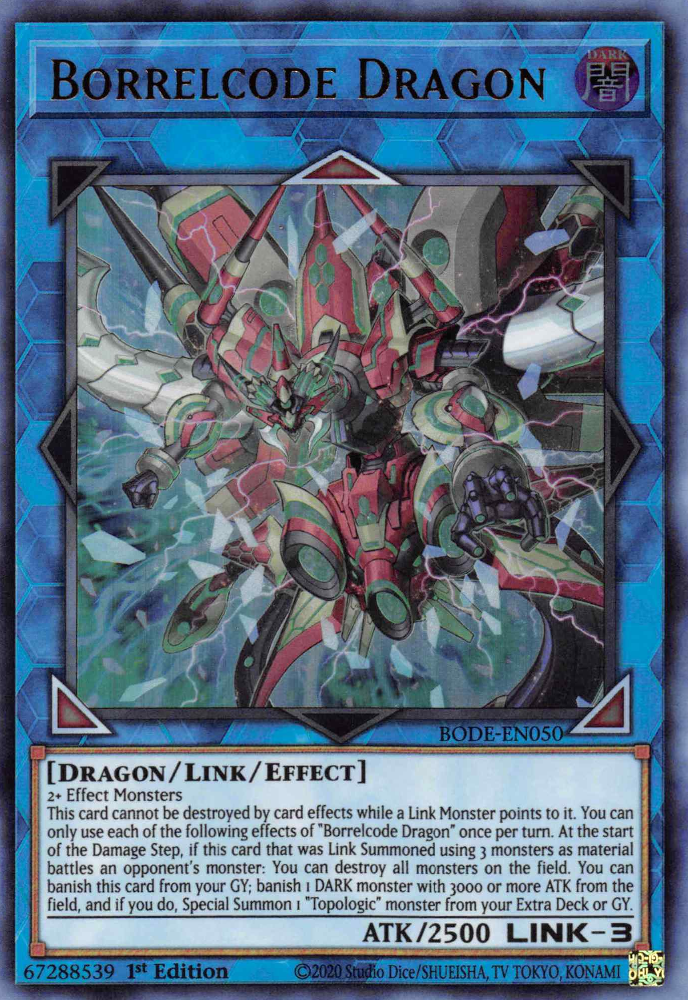 BORRELCODE DRAGON
DARK
闇
BODE-EN050
[DRAGON/LINK/EFFECT]
2+ Effect Monsters
This card cannot be destroyed by card effects while a Link Monster points to it. You can
only use each of the following effects of "Borrelcode Dragon" once per turn. At the start
of the Damage Step, if this card that was Link Summoned using 3 monsters as material
battles an opponent's monster: You can destroy all monsters on the field. You can
banish this card from your GY; banish 1 DARK monster with 3000 or more ATK from the
field, and if you do, Special Summon 1 "Topologic" monster from your Extra Deck or GY.
ATK/2500 LINK-3
67288539 1st Edition ©2020 Studio Dice/SHUEISHA, TV TOKYO, KONAMI